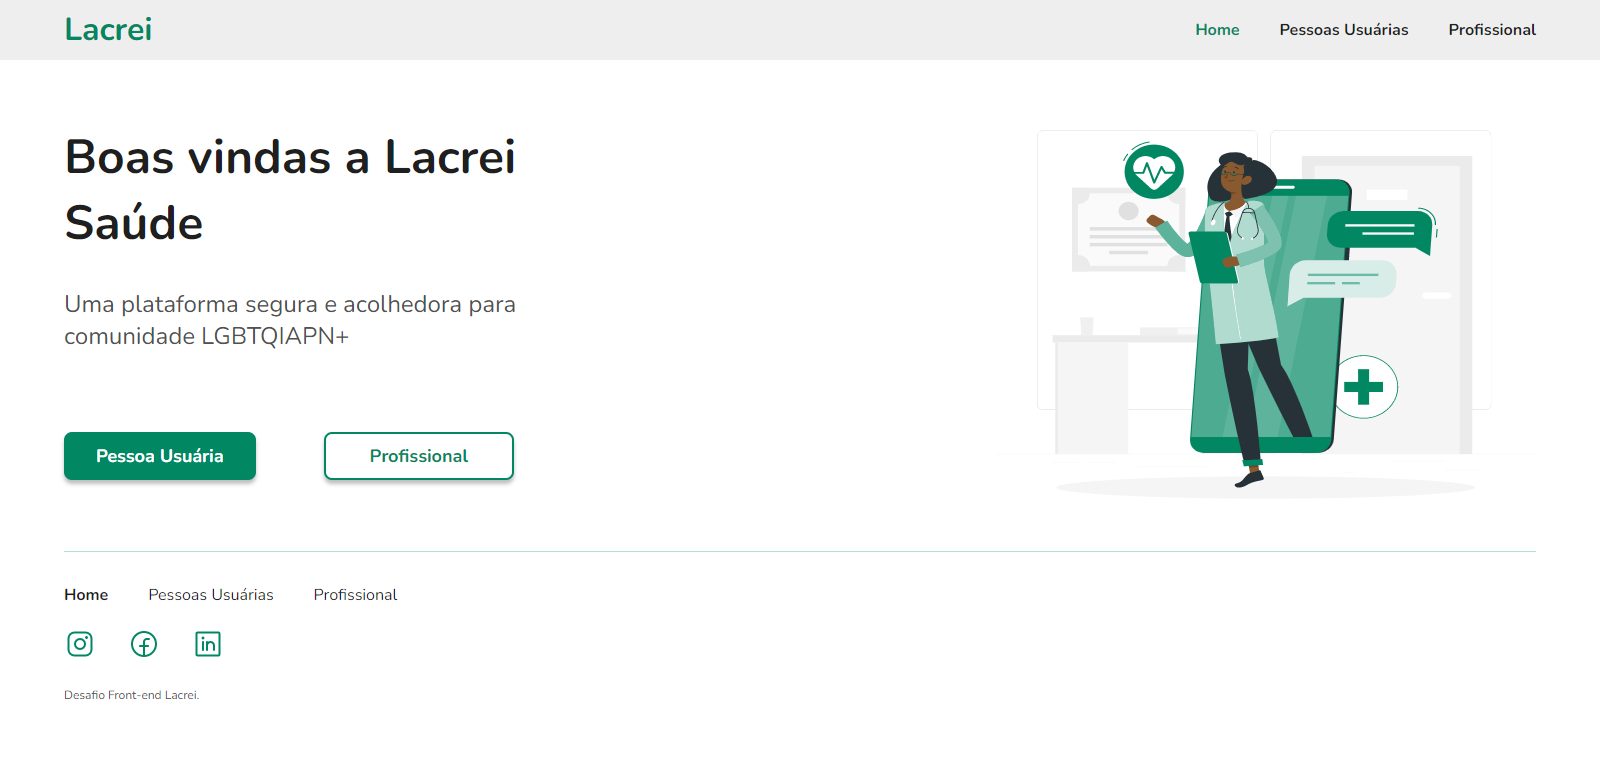 Lacrei
Home
Pessoas Usuárias
Profissional
Boas vindas a Lacrei
Saúde
Uma plataforma segura e acolhedora para
comunidade LGBTQIAPN+
Pessoa Usuária
Profissional
Home
Pessoas Usuárias
Profissional
in
Desafio Front-end Lacrei.